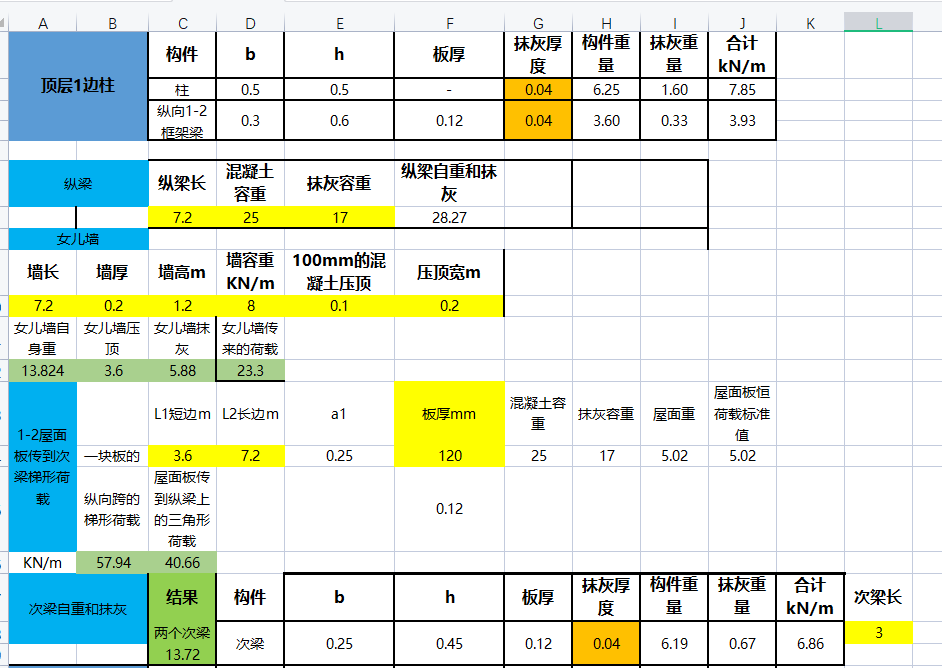 A B C D E F G H I J K L
顶层1边柱 构件 b h 板厚 抹灰厚度 构件重量 抹灰重量 合计 kN/m
柱 0.5 0.5 - 0.04 6.25 1.60 7.85
纵向1-2框架梁 0.3 0.6 0.12 0.04 3.60 0.33 3.93
纵梁 纵梁长 混凝土容重 抹灰容重 纵梁自重和抹灰
7.2 25 17 28.27
女儿墙
墙长 墙厚 墙高m 墙容重KN/m 100mm的混凝土压顶 压顶宽m
7.2 0.2 1.2 8 0.1 0.2
女儿墙自身重 女儿墙压顶 女儿墙抹灰 女儿墙传来的荷载
13.824 3.6 5.88 23.3
1-2屋面板传到次梁梯形荷载 L1短边m L2长边m a1 板厚mm 混凝土容重 抹灰容重 屋面重 屋面板恒荷载标准值
一块板的 3.6 7.2 0.25 120 25 17 5.02 5.02
纵向跨的梯形荷载 屋面板传到纵梁上的三角形荷载 0.12
KN/m 57.94 40.66
次梁自重和抹灰 结果 构件 b h 板厚 抹灰厚度 构件重量 抹灰重量 合计 kN/m 次梁长
两个次梁 13.72 次梁 0.25 0.45 0.12 0.04 6.19 0.67 6.86 3